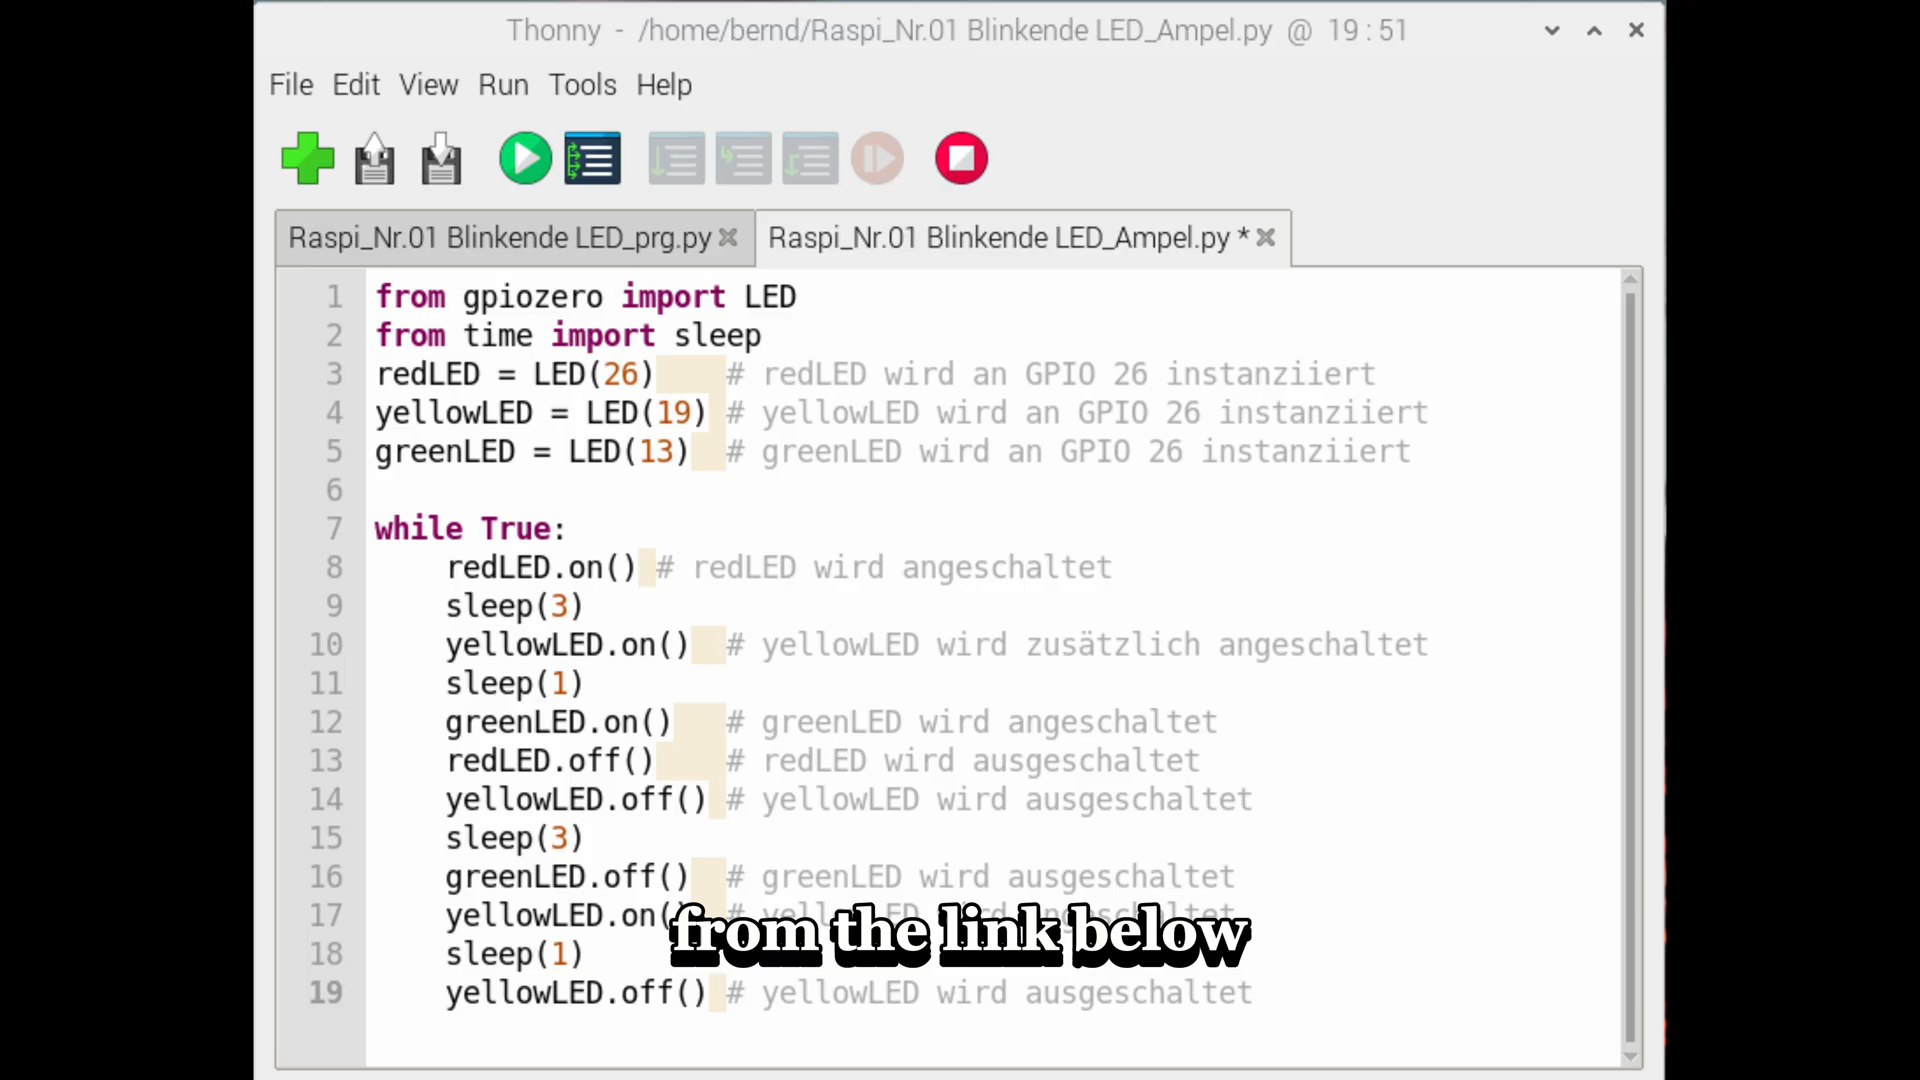 Thonny - /home/bernd/Raspi_Nr.01 Blinkende LED_Ampel.py @ 19:51
File Edit View Run Tools Help
Raspi_Nr.01 Blinkende LED_prg.py Raspi_Nr.01 Blinkende LED_Ampel.py *
1 from gpiozero import LED
2 from time import sleep
3 redLED = LED(26) # redLED wird an GPIO 26 instanziiert
4 yellowLED = LED(19) # yellowLED wird an GPIO 26 instanziiert
5 greenLED = LED(13) # greenLED wird an GPIO 26 instanziiert
6
7 while True:
8 redLED.on() # redLED wird angeschaltet
9 sleep(3)
10 yellowLED.on() # yellowLED wird zusätzlich angeschaltet
11 sleep(1)
12 greenLED.on() # greenLED wird angeschaltet
13 redLED.off() # redLED wird ausgeschaltet
14 yellowLED.off() # yellowLED wird ausgeschaltet
15 sleep(3)
16 greenLED.off() # greenLED wird ausgeschaltet
17 yellowLED.on( # yellowLED wird angeschaltet
from the link below
18 sleep(1)
19 yellowLED.off() # yellowLED wird ausgeschaltet